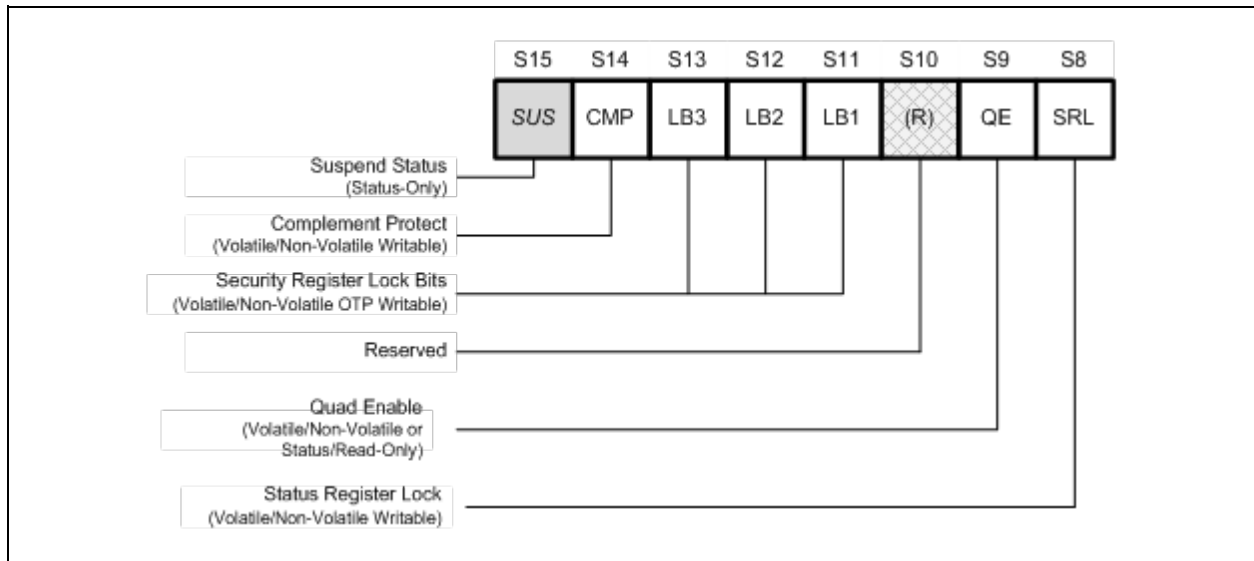 S15 S14 S13 S12 S11 S10 S9 S8
SUS CMP LB3 LB2 LB1 (R) QE SRL
Suspend Status
(Status-Only)
Complement Protect
(Volatile/Non-Volatile Writable)
Security Register Lock Bits
(Volatile/Non-Volatile OTP Writable)
Reserved
Quad Enable
(Volatile/Non-Volatile or
Status/Read-Only)
Status Register Lock
(Volatile/Non-Volatile Writable)